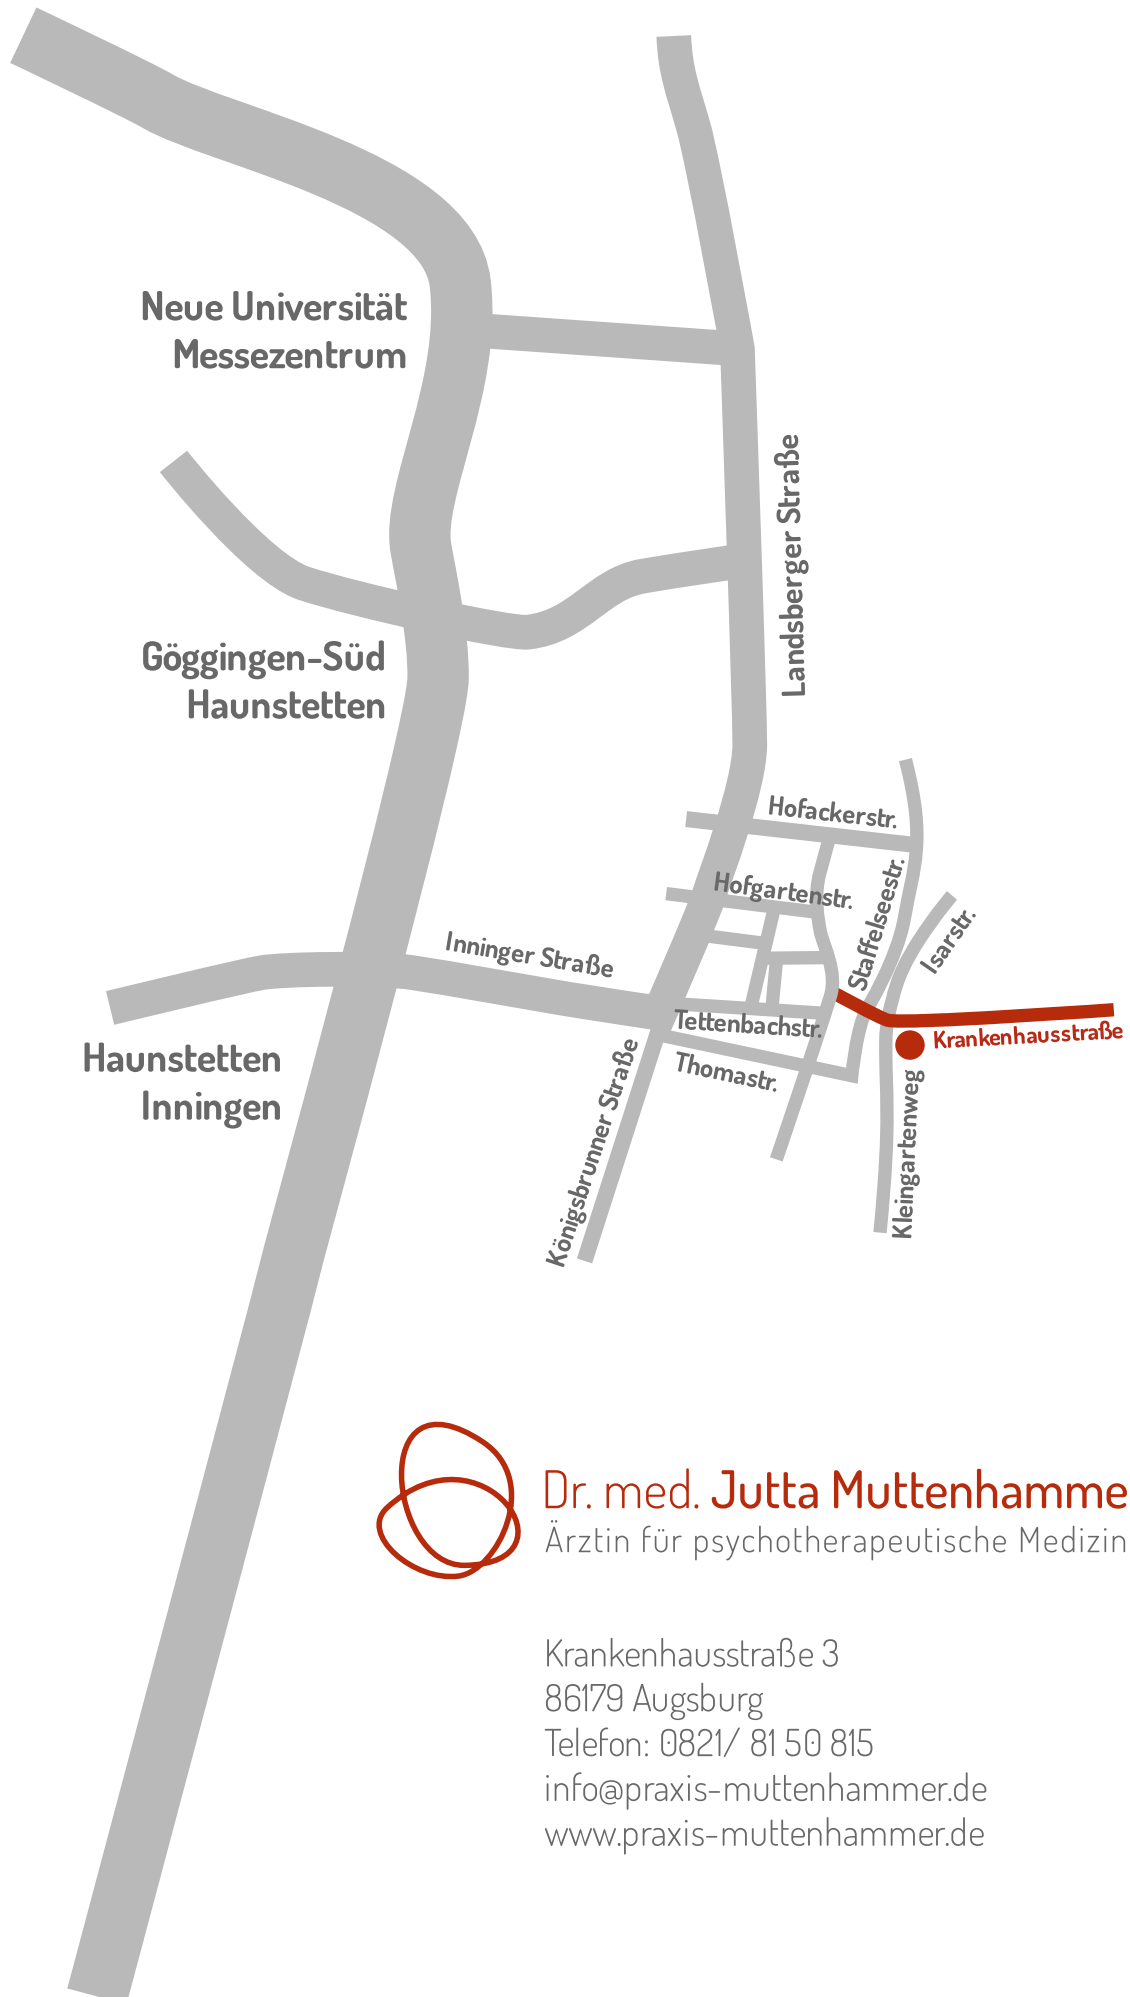 Neue Universität
Messezentrum
Landsberger Straße
Göggingen-Süd
Haunstetten
Hofackerstr.
Hofgartenstr.
Staffelseestr.
Isarstr.
Inninger Straße
Tettenbachstr.
Krankenhausstraße
Thomastr.
Haunstetten
Inningen
Königsbrunner Straße
Kleingartenweg
Dr. med. Jutta Muttenhamme
Ärztin für psychotherapeutische Medizin
Krankenhausstraße 3
86179 Augsburg
Telefon: 0821/ 81 50 815
info@praxis-muttenhammer.de
www.praxis-muttenhammer.de